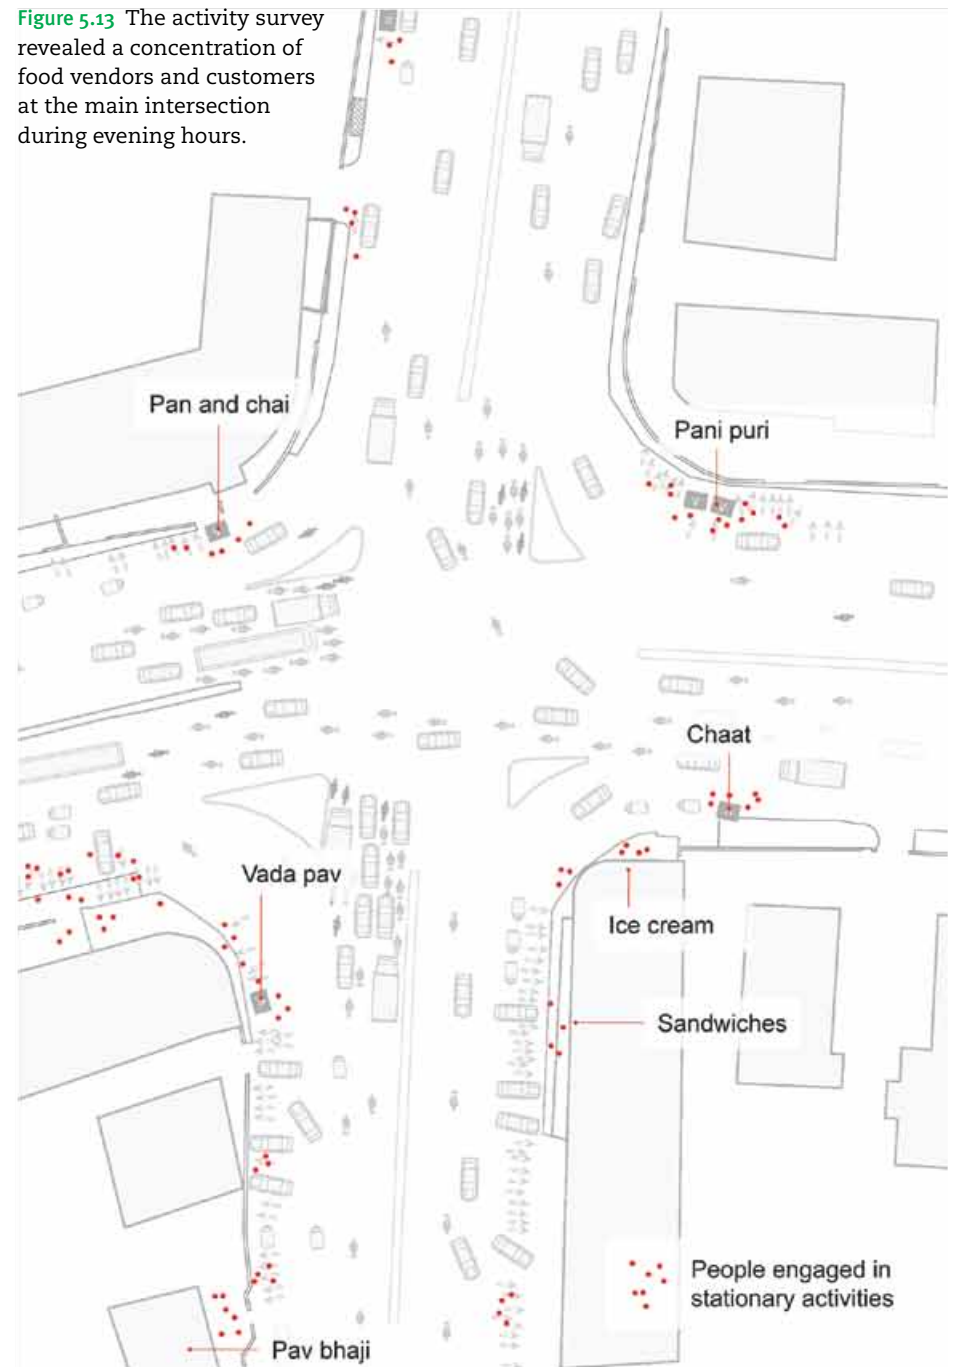 Figure 5.13 The activity survey
revealed a concentration of
food vendors and customers
at the main intersection
during evening hours.
Pan and chai
Pani puri
Chaat
Vada pav
Ice cream
Sandwiches
People engaged in
stationary activities
Pav bhaji